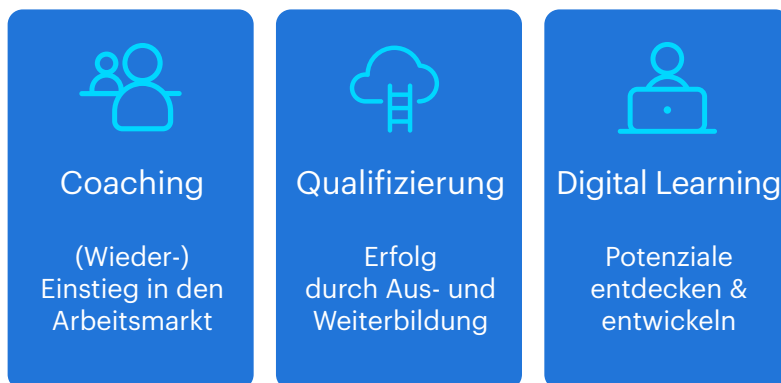 Coaching
(Wieder-)
Einstieg in den
Arbeitsmarkt
Qualifizierung
Erfolg
durch Aus- und
Weiterbildung
Digital Learning
Potenziale
entdecken &
entwickeln